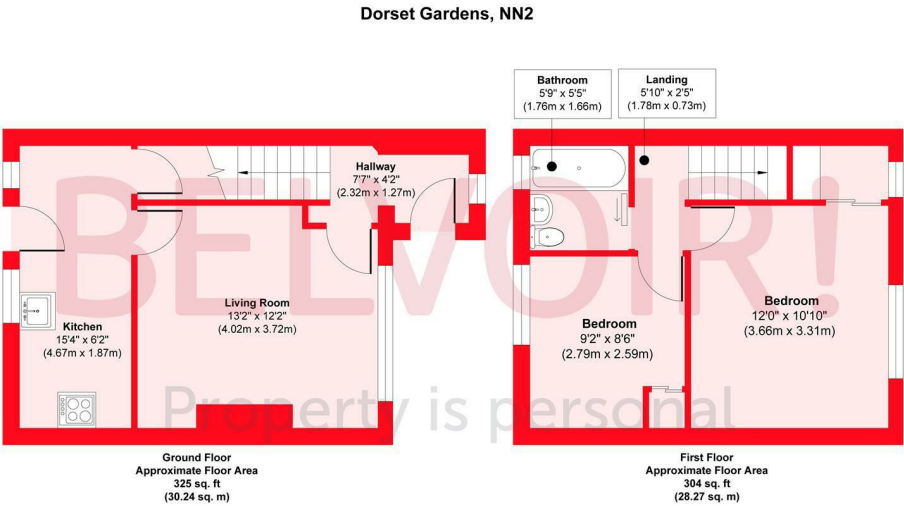 Dorset Gardens, NN2
Bathroom
5'9" x 5'5"
(1.76m x 1.66m)
Landing
5'10" x 2'5"
(1.78m x 0.73m)
Hallway
7'7" x 4'2"
(2.32m x 1.27m)
BELVOIR!
Living Room
13'2" x 12'2"
(4.02m x 3.72m)
Kitchen
15'4" x 6'2"
(4.67m x 1.87m)
Bedroom
9'2" x 8'6"
(2.79m x 2.59m)
Bedroom
12'0" x 10'10"
(3.66m x 3.31m)
Property is personal
Ground Floor
Approximate Floor Area
325 sq. ft
(30.24 sq. m)
First Floor
Approximate Floor Area
304 sq. ft
(28.27 sq. m)